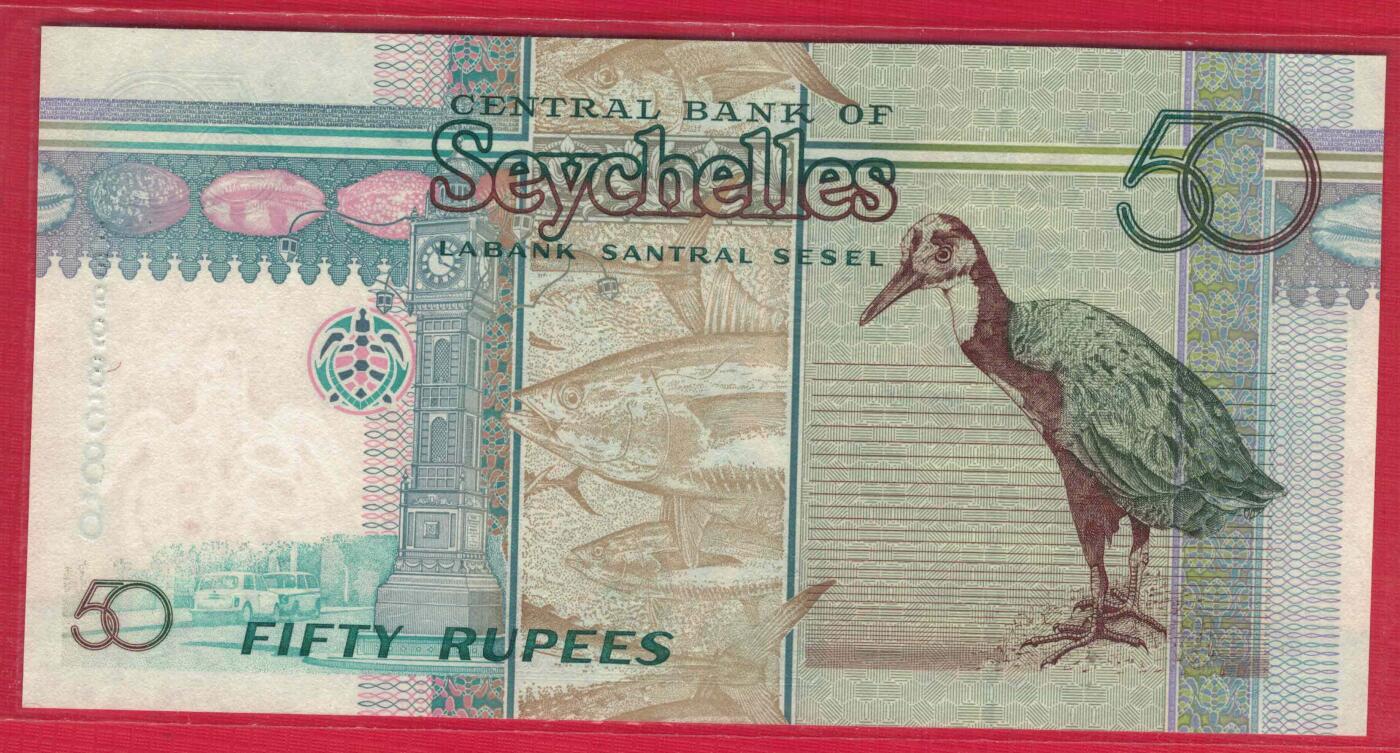 CENTRAL BANK OF
Seychelles
LABANK SANTRAL SESEL
50
50
FIFTY RUPEES